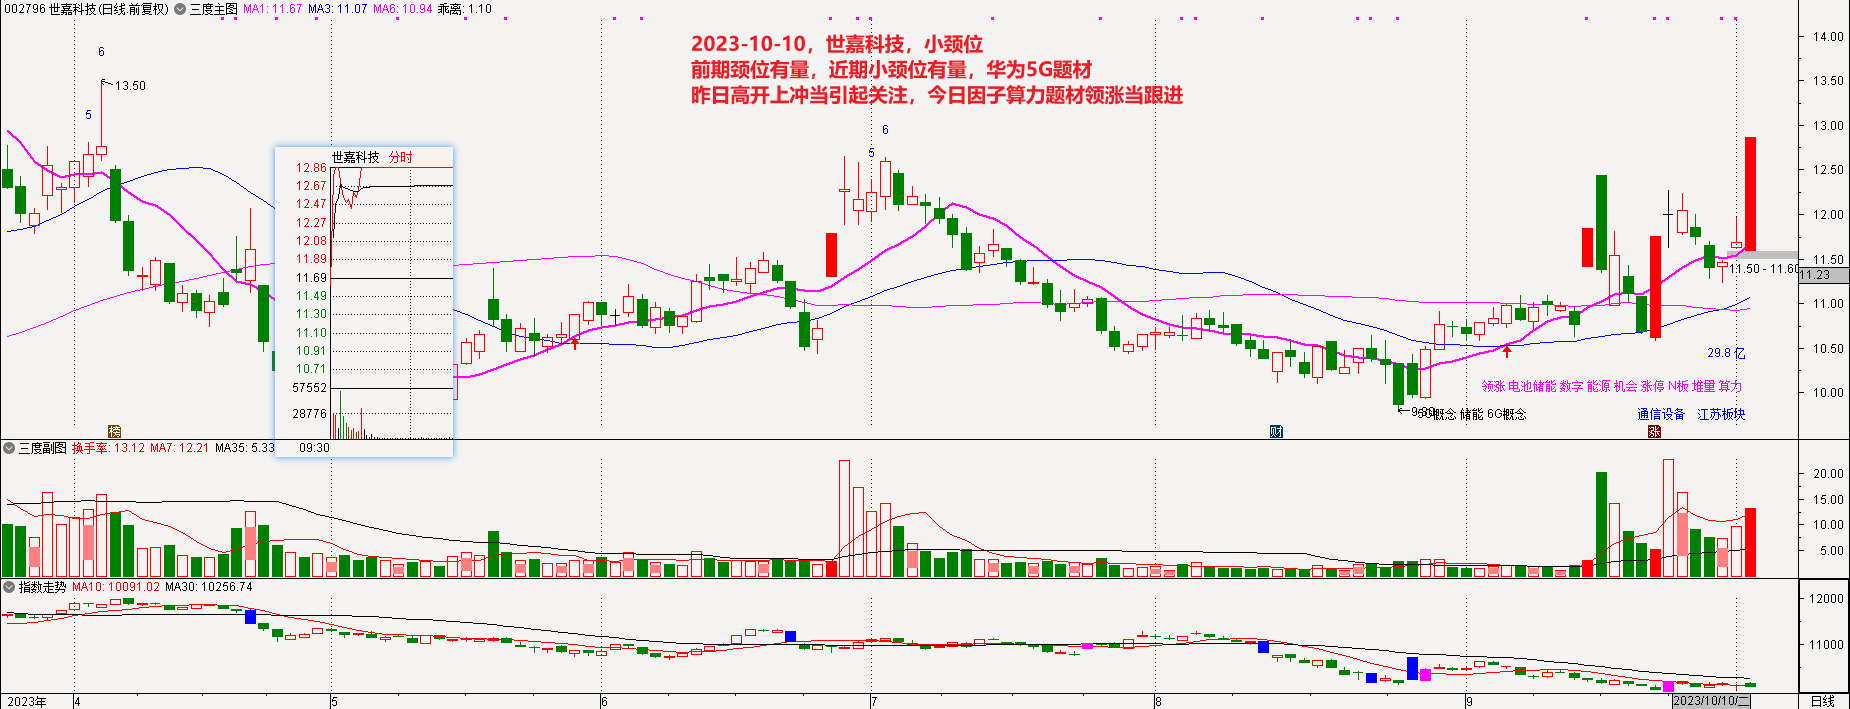 002796 世嘉科技(日线.前复权) 三度主图 MA1: 11.67 MA3: 11.07 MA6: 10.94 乖离: 1.10
2023-10-10，世嘉科技，小颈位
前期颈位有量，近期小颈位有量，华为5G题材
昨日高开上冲当引起关注，今日因子算力题材领涨当跟进
6
13.50
5
6
5
世嘉科技 分时
12.86
12.67
12.47
12.27
12.08
11.89
11.69
11.49
11.30
11.10
10.91
10.71
57552
28776
09:30
14.00
13.50
13.00
12.50
12.00
11.50
11.50 - 11.60
11.23
11.00
10.50
10.00
29.8 亿
领涨 电池储能 数字 能源 机会 涨停 N板 堆量 算力
5G概念 储能 6G概念
通信设备 江苏板块
榜
财
涨
三度副图 换手率: 13.12 MA7: 12.21 MA35: 5.33
20.00
15.00
10.00
5.00
指数走势 MA10: 10091.02 MA30: 10256.74
12000
11000
2023年 4 5 6 7 8 9 2023/10/10/二 日线